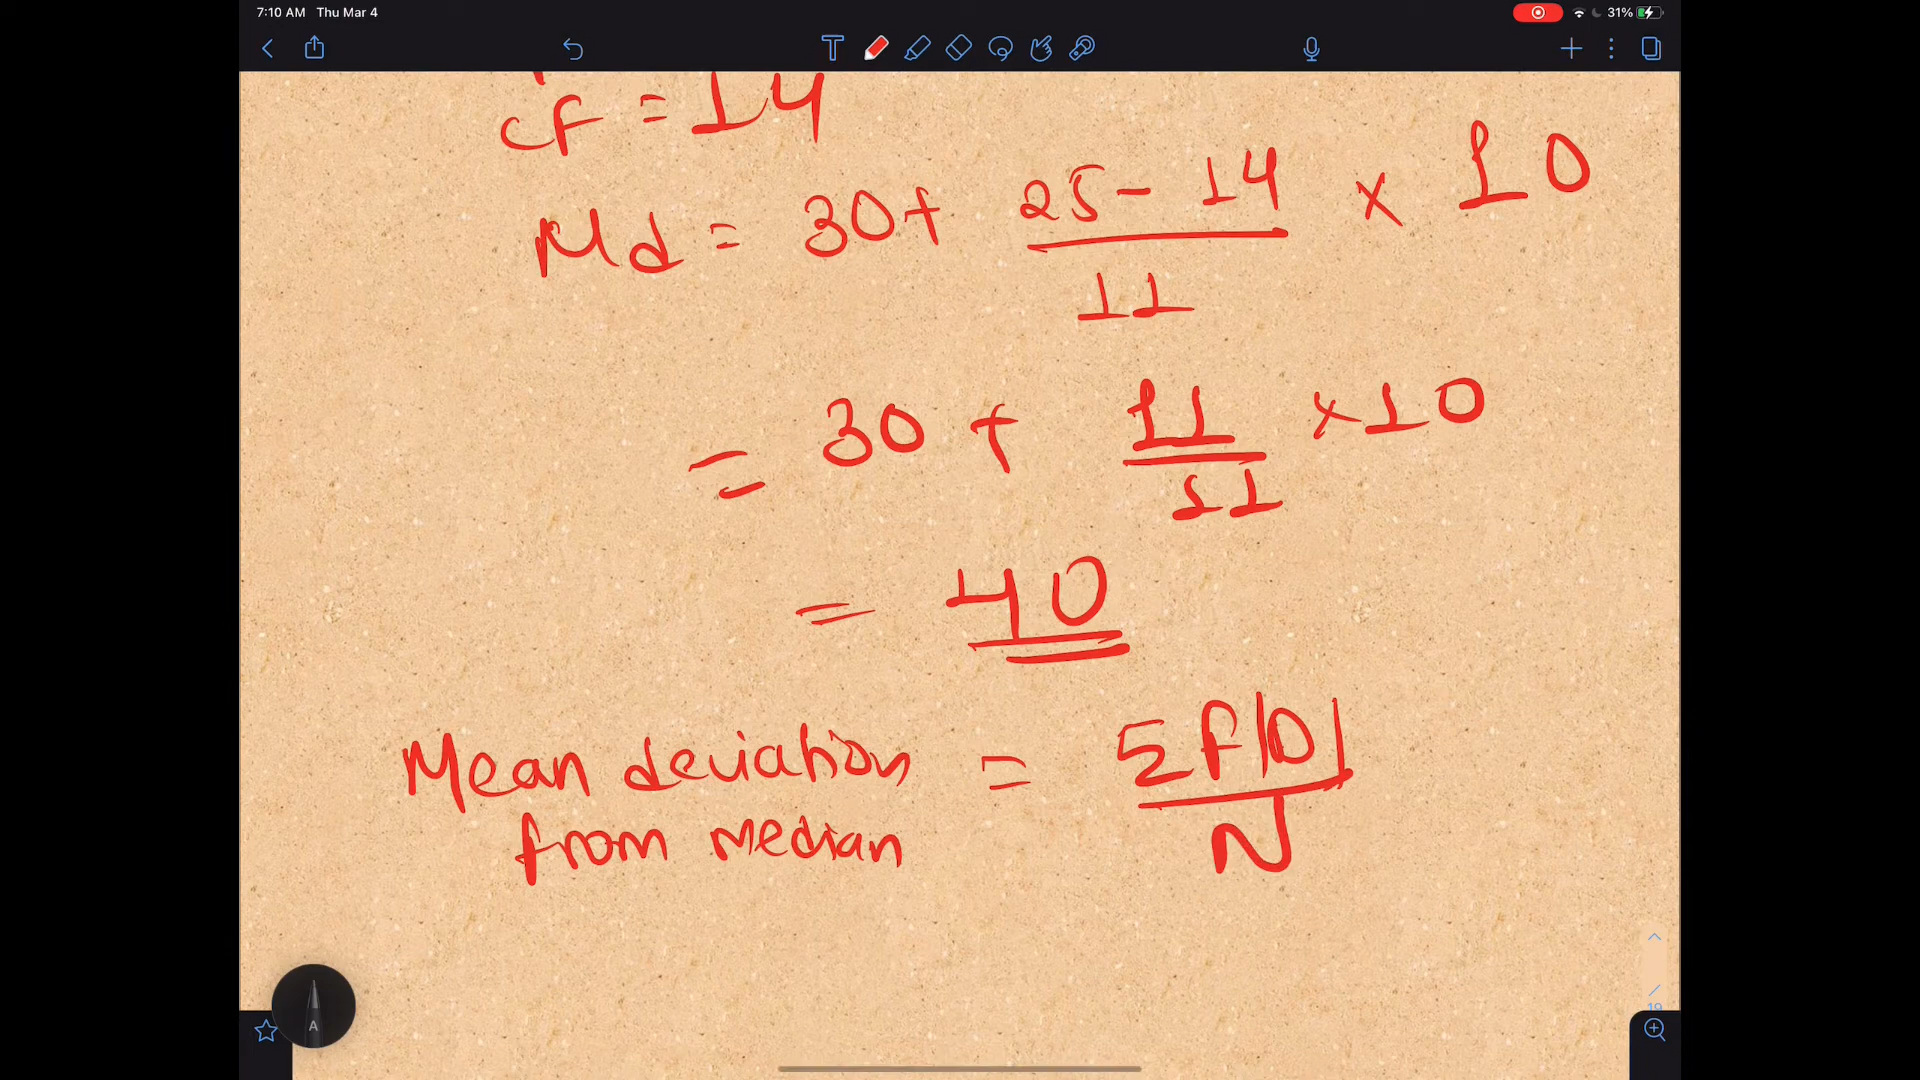 7:10 AM Thu Mar 4
31%
T
cf = 14
Md = 30 + 25 - 14 / 11 × 10
= 30 + 11 / 11 × 10
= 40
Mean deviation from median = Σf|D| / N
A